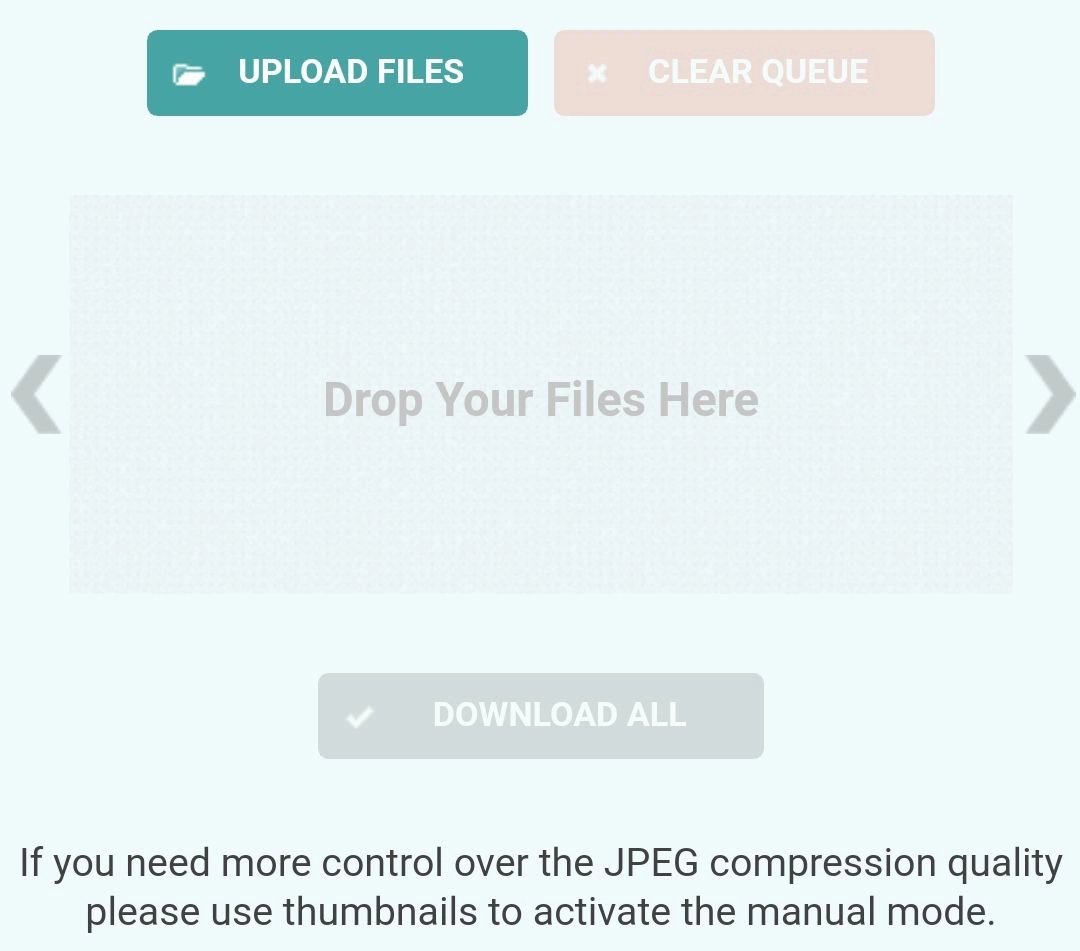 UPLOAD FILES
CLEAR QUEUE
Drop Your Files Here
DOWNLOAD ALL
If you need more control over the JPEG compression quality
please use thumbnails to activate the manual mode.